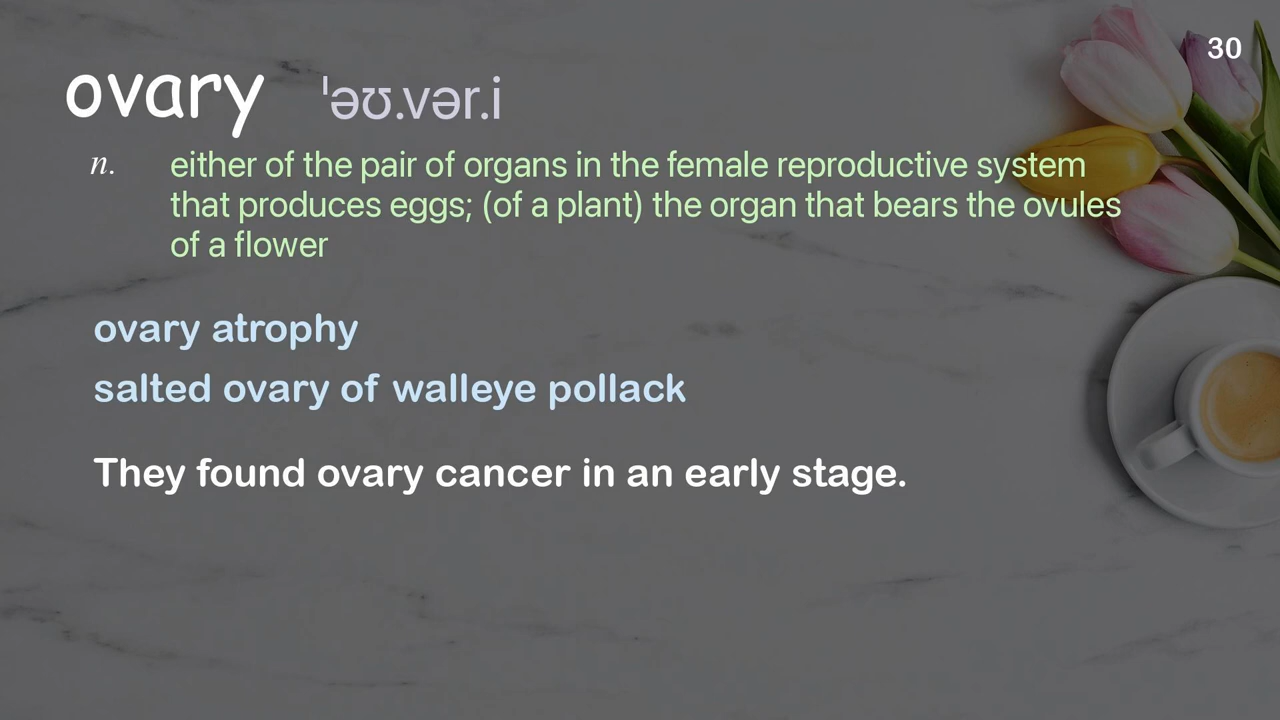 30
ovary ˈəʊ.vər.i
n. either of the pair of organs in the female reproductive system
that produces eggs; (of a plant) the organ that bears the ovules
of a flower
ovary atrophy
salted ovary of walleye pollack
They found ovary cancer in an early stage.